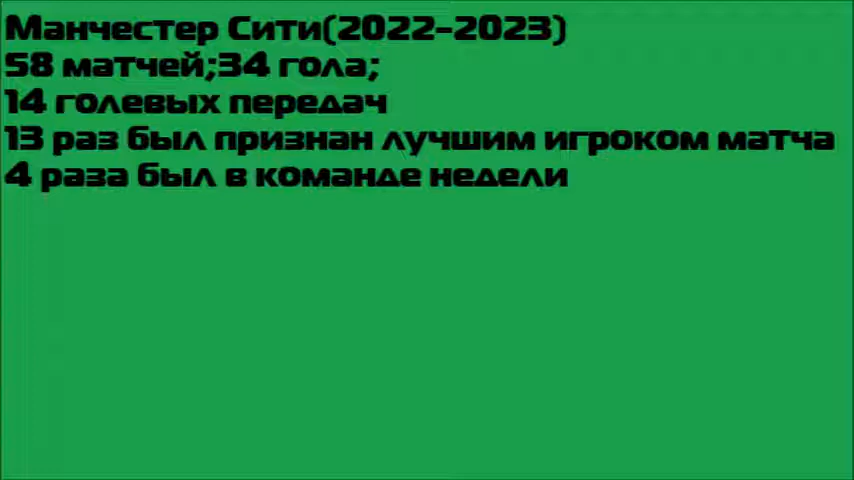 Манчестер Сити(2022-2023)
58 матчей;34 гола;
14 голевых передач
13 раз был признан лучшим игроком матча
4 раза был в команде недели